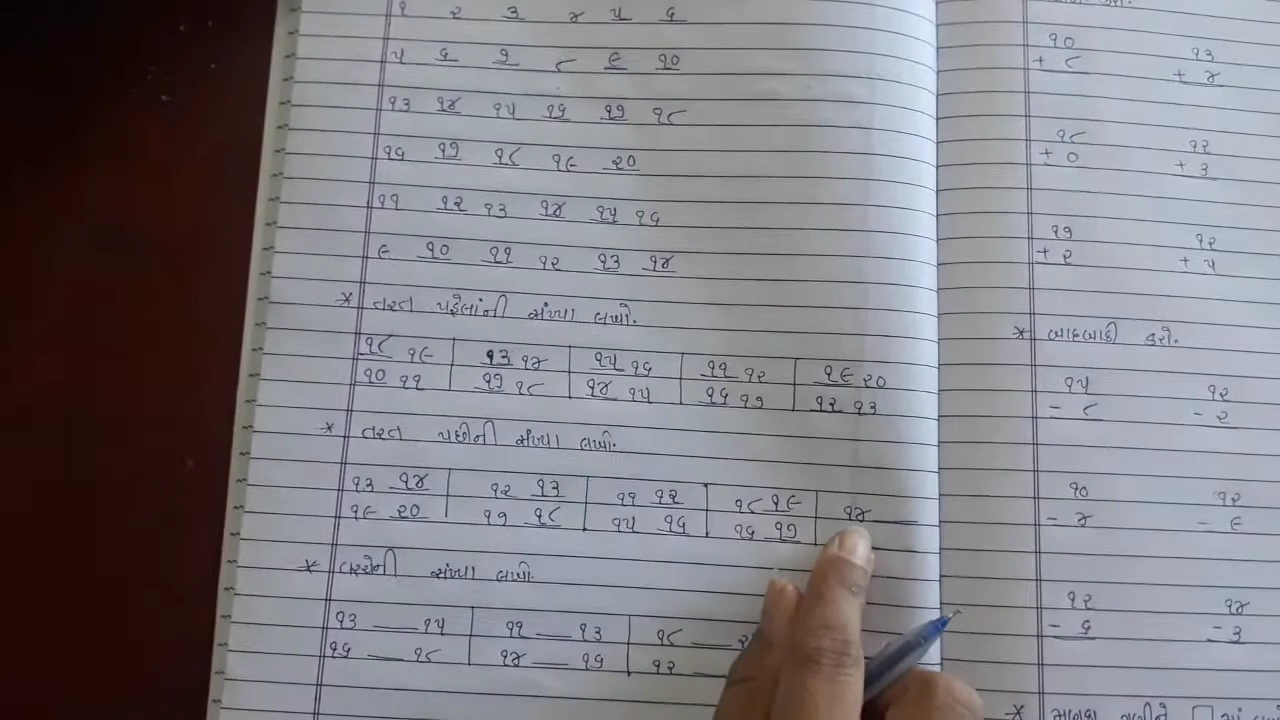 ૧ ૨ ૩ ૪ ૫ ૬
૫ ૬ ૭ ૮ ૯ ૧૦
૧૩ ૧૪ ૧૫ ૧૬ ૧૭ ૧૮
૧૬ ૧૭ ૧૮ ૧૯ ૨૦
૧૧ ૧૨ ૧૩ ૧૪ ૧૫ ૧૬
૯ ૧૦ ૧૧ ૧૨ ૧૩ ૧૪
* તરત પહેલાંની સંખ્યા લખો.
૧૮ ૧૯ ૧૩ ૧૪ ૧૫ ૧૬ ૧૧ ૧૨ ૧૯ ૨૦
૧૦ ૧૧ ૧૭ ૧૮ ૧૪ ૧૫ ૧૬ ૧૭ ૧૨ ૧૩
* તરત પછીની સંખ્યા લખો.
૧૩ ૧૪ ૧૨ ૧૩ ૧૧ ૧૨ ૧૮ ૧૯ ૧૪ ___
૧૯ ૨૦ ૧૭ ૧૮ ૧૫ ૧૬ ૧૬ ૧૭
* વચ્ચેની સંખ્યા લખો.
૧૩ ___ ૧૫ ૧૧ ___ ૧૩ ૧૮ ___
૧૬ ___ ૧૮ ૧૪ ___ ૧૬ ૧૨ ___
૧૦ ૧૩
+ ૮ + ૪
૧૮ ૧૨
+ ૦ + ૩
૧૭ ૧૨
+ ૨ + ૫
* બાદબાકી કરો.
૧૫ ૧૨
- ૮ - ૨
૧૦ ૧૨
- ૪ - ૯
૧૨ ૧૪
- ૬ - ૩